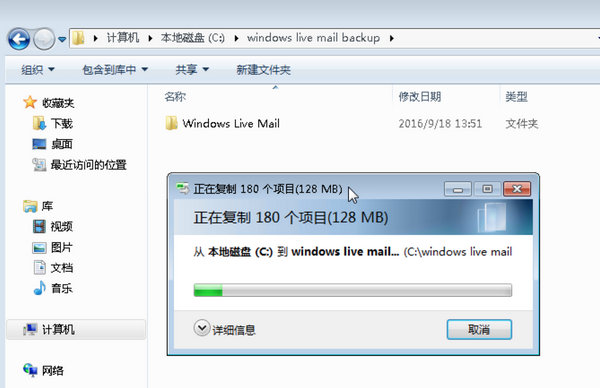 计算机 ▸ 本地磁盘 (C:) ▸ windows live mail backup ▸
组织 包含到库中 共享 新建文件夹
名称 修改日期 类型
收藏夹
Windows Live Mail 2016/9/18 13:51 文件夹
下载
桌面
最近访问的位置
正在复制 180 个项目(128 MB)
正在复制 180 个项目(128 MB)
从 本地磁盘 (C:) 到 windows live mail... (C:\windows live mail
详细信息 取消
库
视频
图片
文档
音乐
计算机
网络